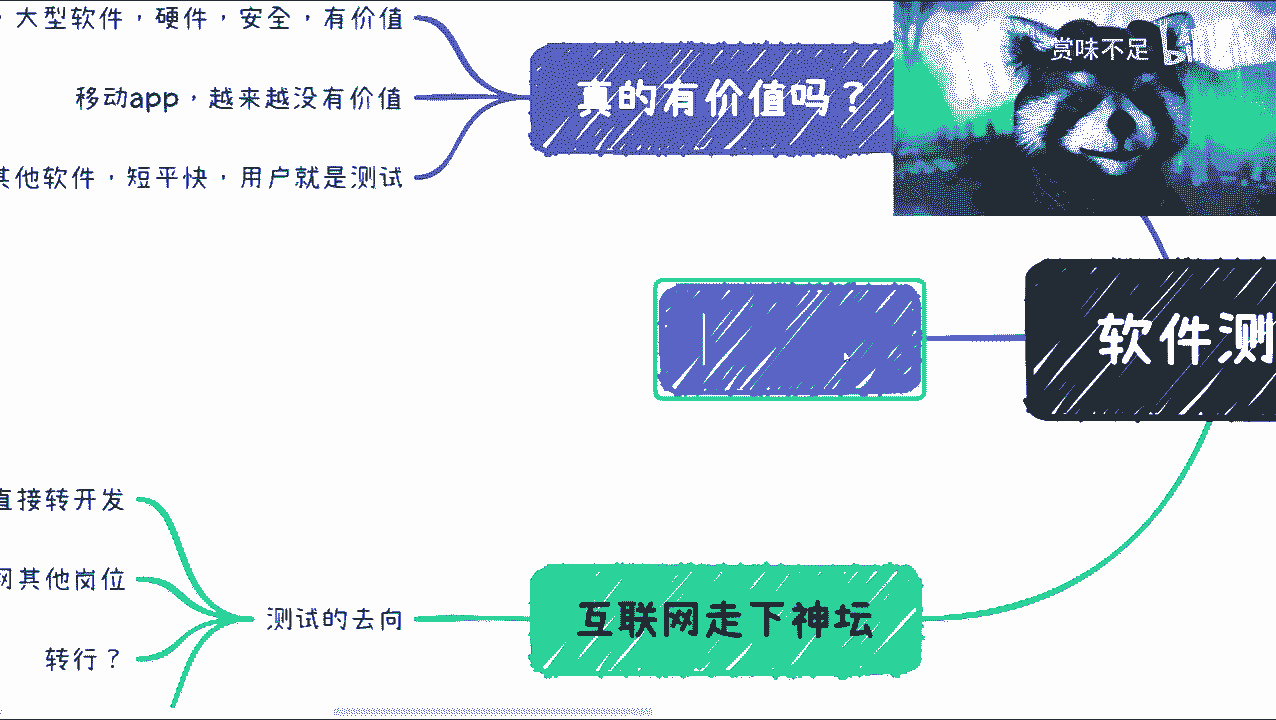 大型软件，硬件，安全，有价值
移动app，越来越没有价值
其他软件，短平快，用户就是测试
真的有价值吗？
赏味不足
软件测
直接转开发
网其他岗位
转行？
测试的去向
互联网走下神坛